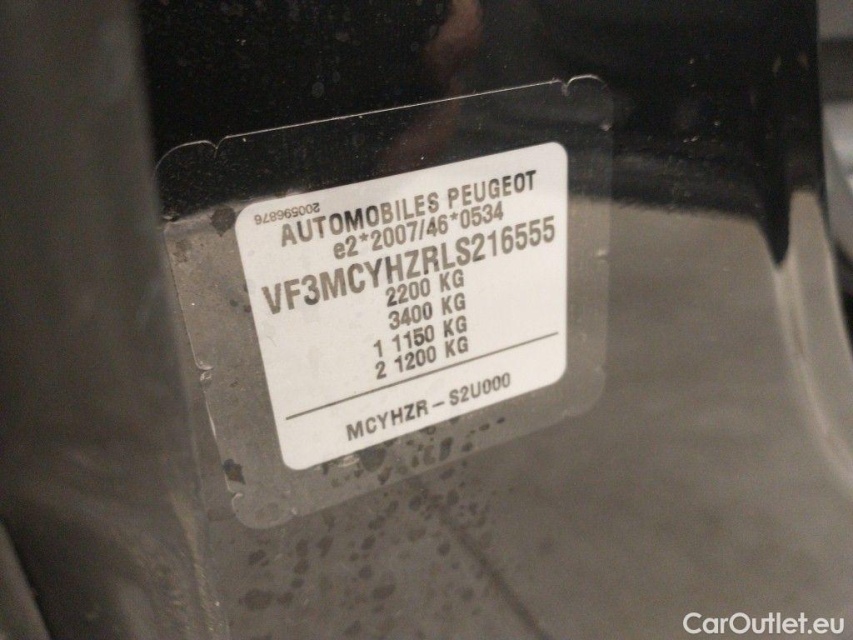 200596876
AUTOMOBILES PEUGEOT
e2*2007/46*0534
VF3MCYHZRLS216555
2200 KG
3400 KG
1 1150 KG
2 1200 KG
MCYHZR - S2U000
CarOutlet.eu